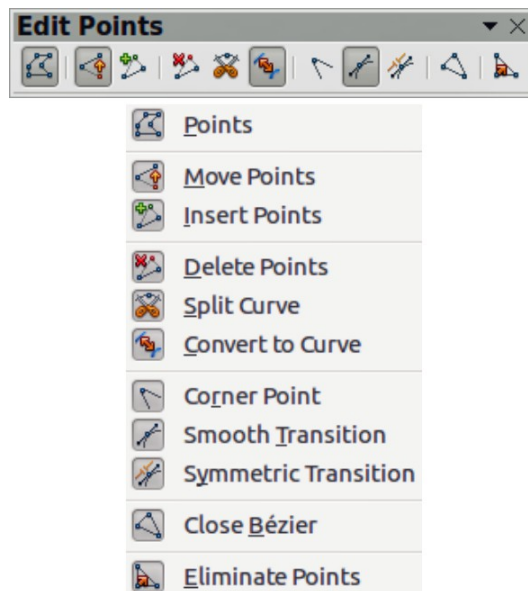 Edit Points
Points
Move Points
Insert Points
Delete Points
Split Curve
Convert to Curve
Corner Point
Smooth Transition
Symmetric Transition
Close Bézier
Eliminate Points